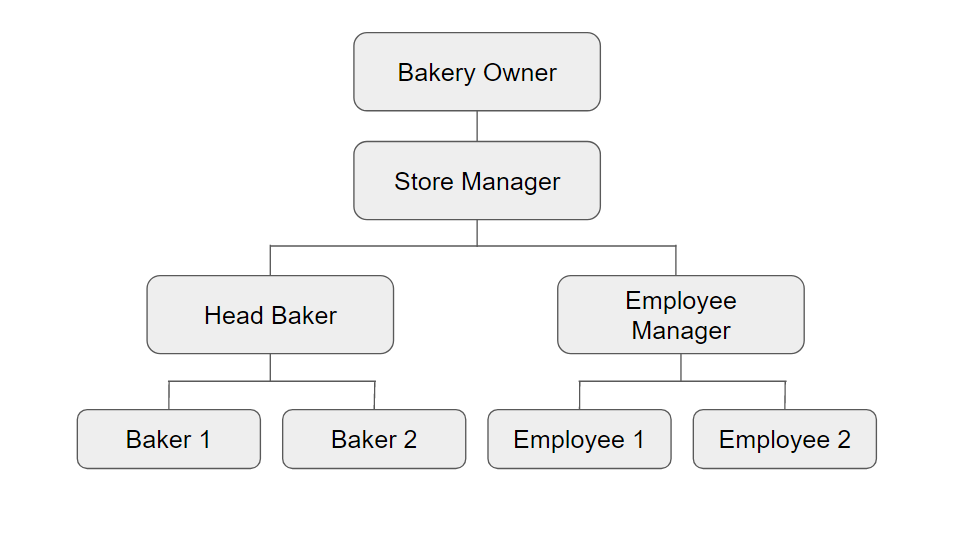 Bakery Owner
Store Manager
Head Baker
Employee
Manager
Baker 1
Baker 2
Employee 1
Employee 2